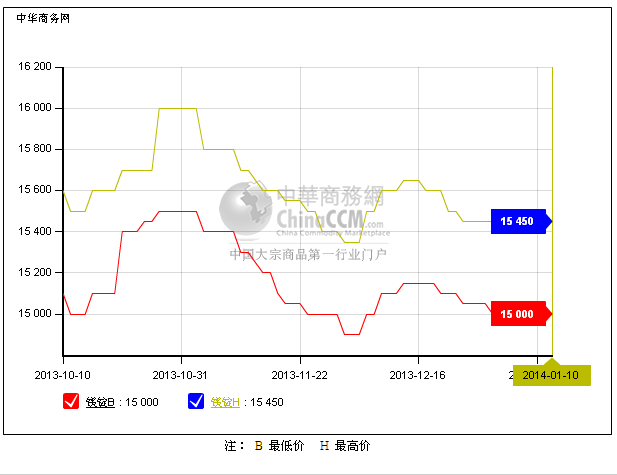 中华商务网
16 200
16 000
15 800
15 600
15 400
15 200
15 000
中華商務網
ChinaCCM.com
China Commercial Marketplace
中国大宗商品第一行业门户
15 450
15 000
2013-10-10 2013-10-31 2013-11-22 2013-12-16 2014-01-10
钱锭B : 15 000 钱锭H : 15 450
注： B 最低价 H 最高价